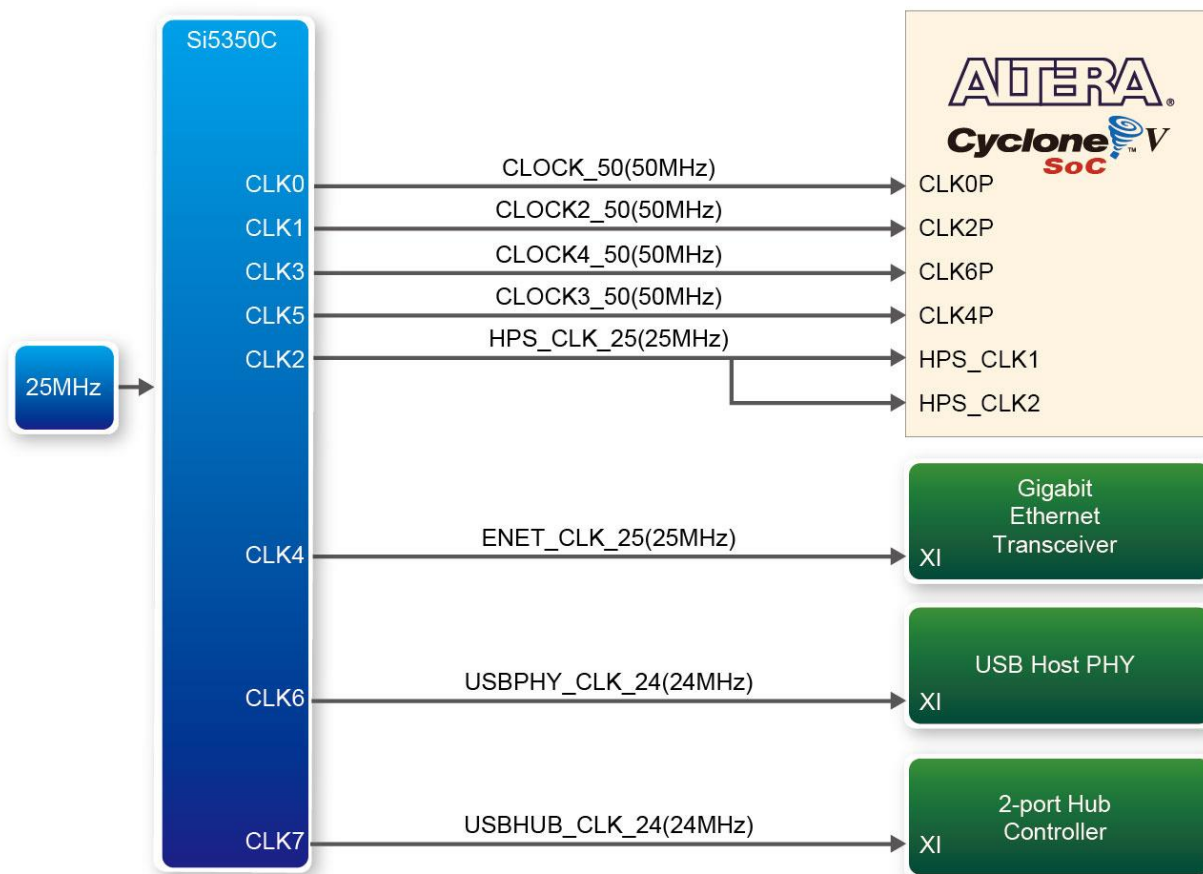 Si5350C
ALTERA®
Cyclone™ V
SoC
CLK0 CLOCK_50(50MHz) CLK0P
CLK1 CLOCK2_50(50MHz) CLK2P
CLK3 CLOCK4_50(50MHz) CLK6P
CLK5 CLOCK3_50(50MHz) CLK4P
CLK2 HPS_CLK_25(25MHz) HPS_CLK1
25MHz
HPS_CLK2
Gigabit
Ethernet
Transceiver
CLK4 ENET_CLK_25(25MHz) XI
USB Host PHY
CLK6 USBPHY_CLK_24(24MHz) XI
2-port Hub
Controller
CLK7 USBHUB_CLK_24(24MHz) XI